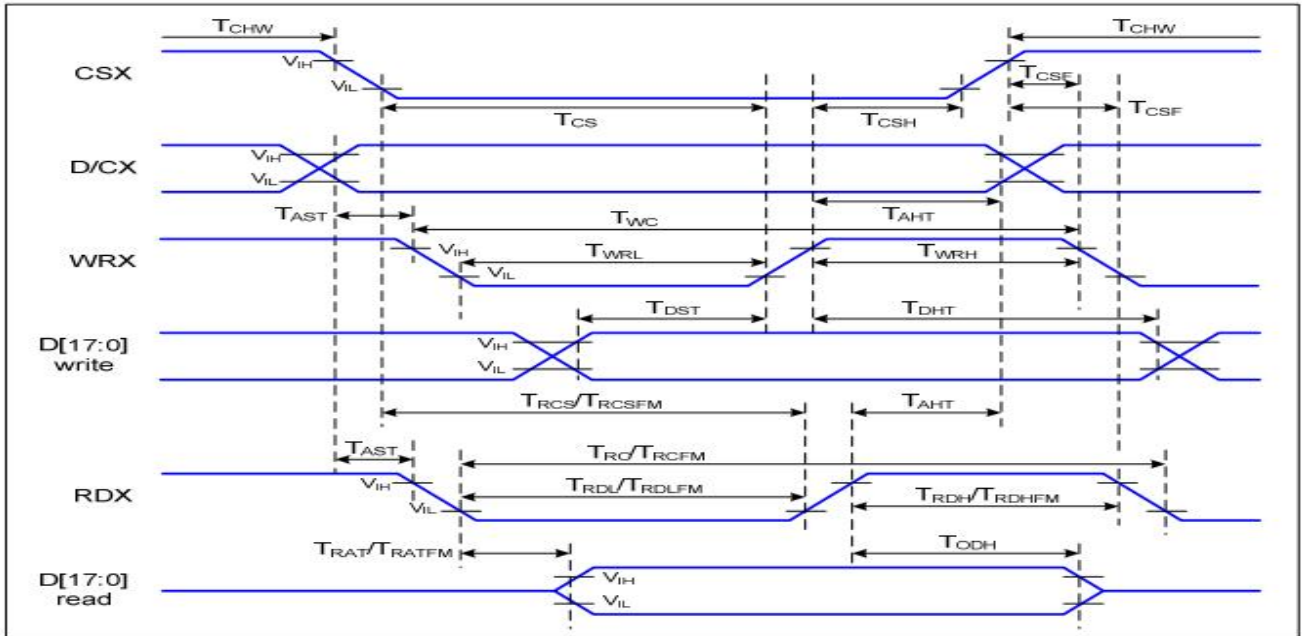 TCHW TCHW
CSX VIH TCSF
VIL TCSF
TCS TCSH
D/CX VIH
VIL
TAST TWC TAHT
WRX VIH TWRL TWRH
VIL
TDST TDHT
D[17:0] VIH
write VIL
TRCS/TRCSFM TAHT
TAST TRC/TRCFM
RDX VIH TRDL/TRDLFM TRDH/TRDHFM
VIL
TRAT/TRATFM TODH
D[17:0] VIH
read VIL